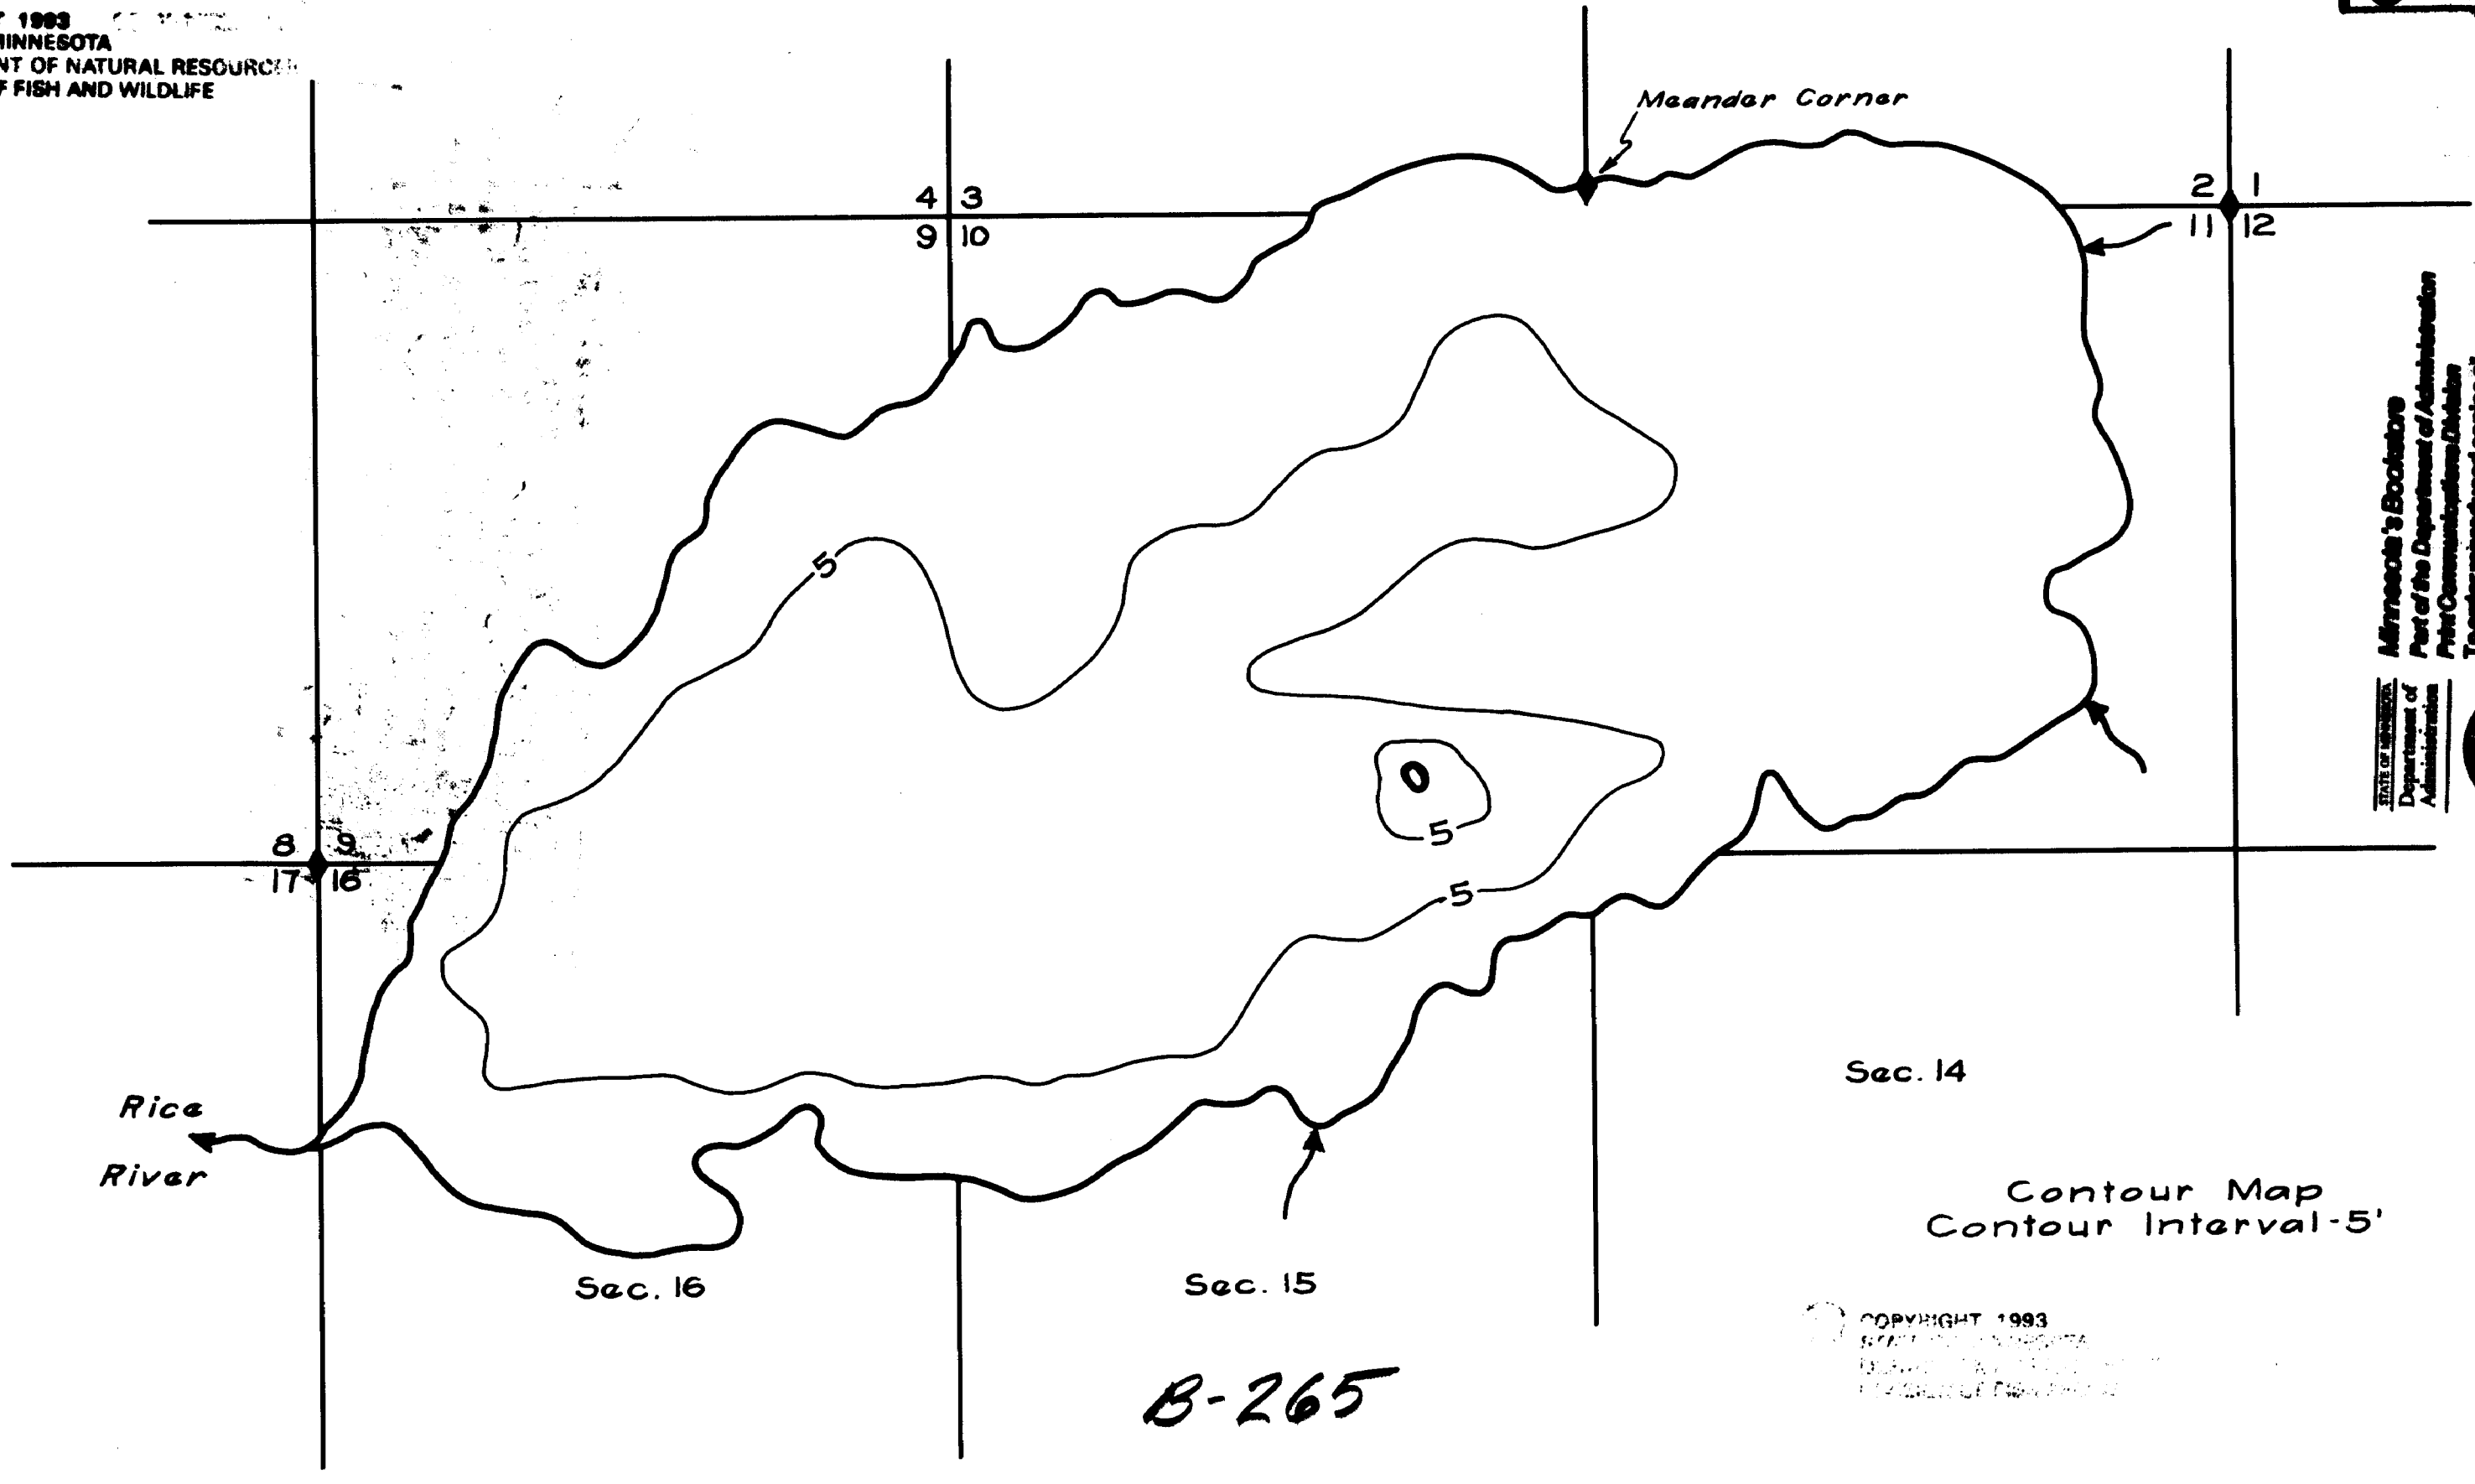 1993
MINNESOTA
OF NATURAL RESOURCES
FISH AND WILDLIFE
Meander Corner
4 3
9 10
2 1
11 12
Minnesota's Bookstore
Part of the Department of Administration
Print Communications Division
STATE OF MINNESOTA
Department of
Administration
5
0
5
5
8 9
17 16
Rice
River
Sec. 14
Contour Map
Contour Interval-5'
Sec. 16
Sec. 15
COPYRIGHT 1993
B-265